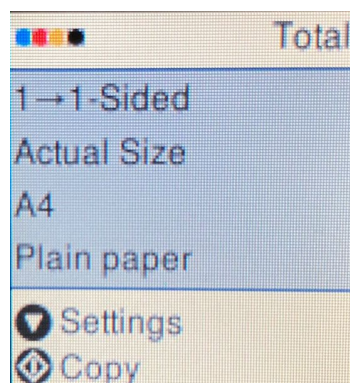 Total
1→1-Sided
Actual Size
A4
Plain paper
Settings
Copy